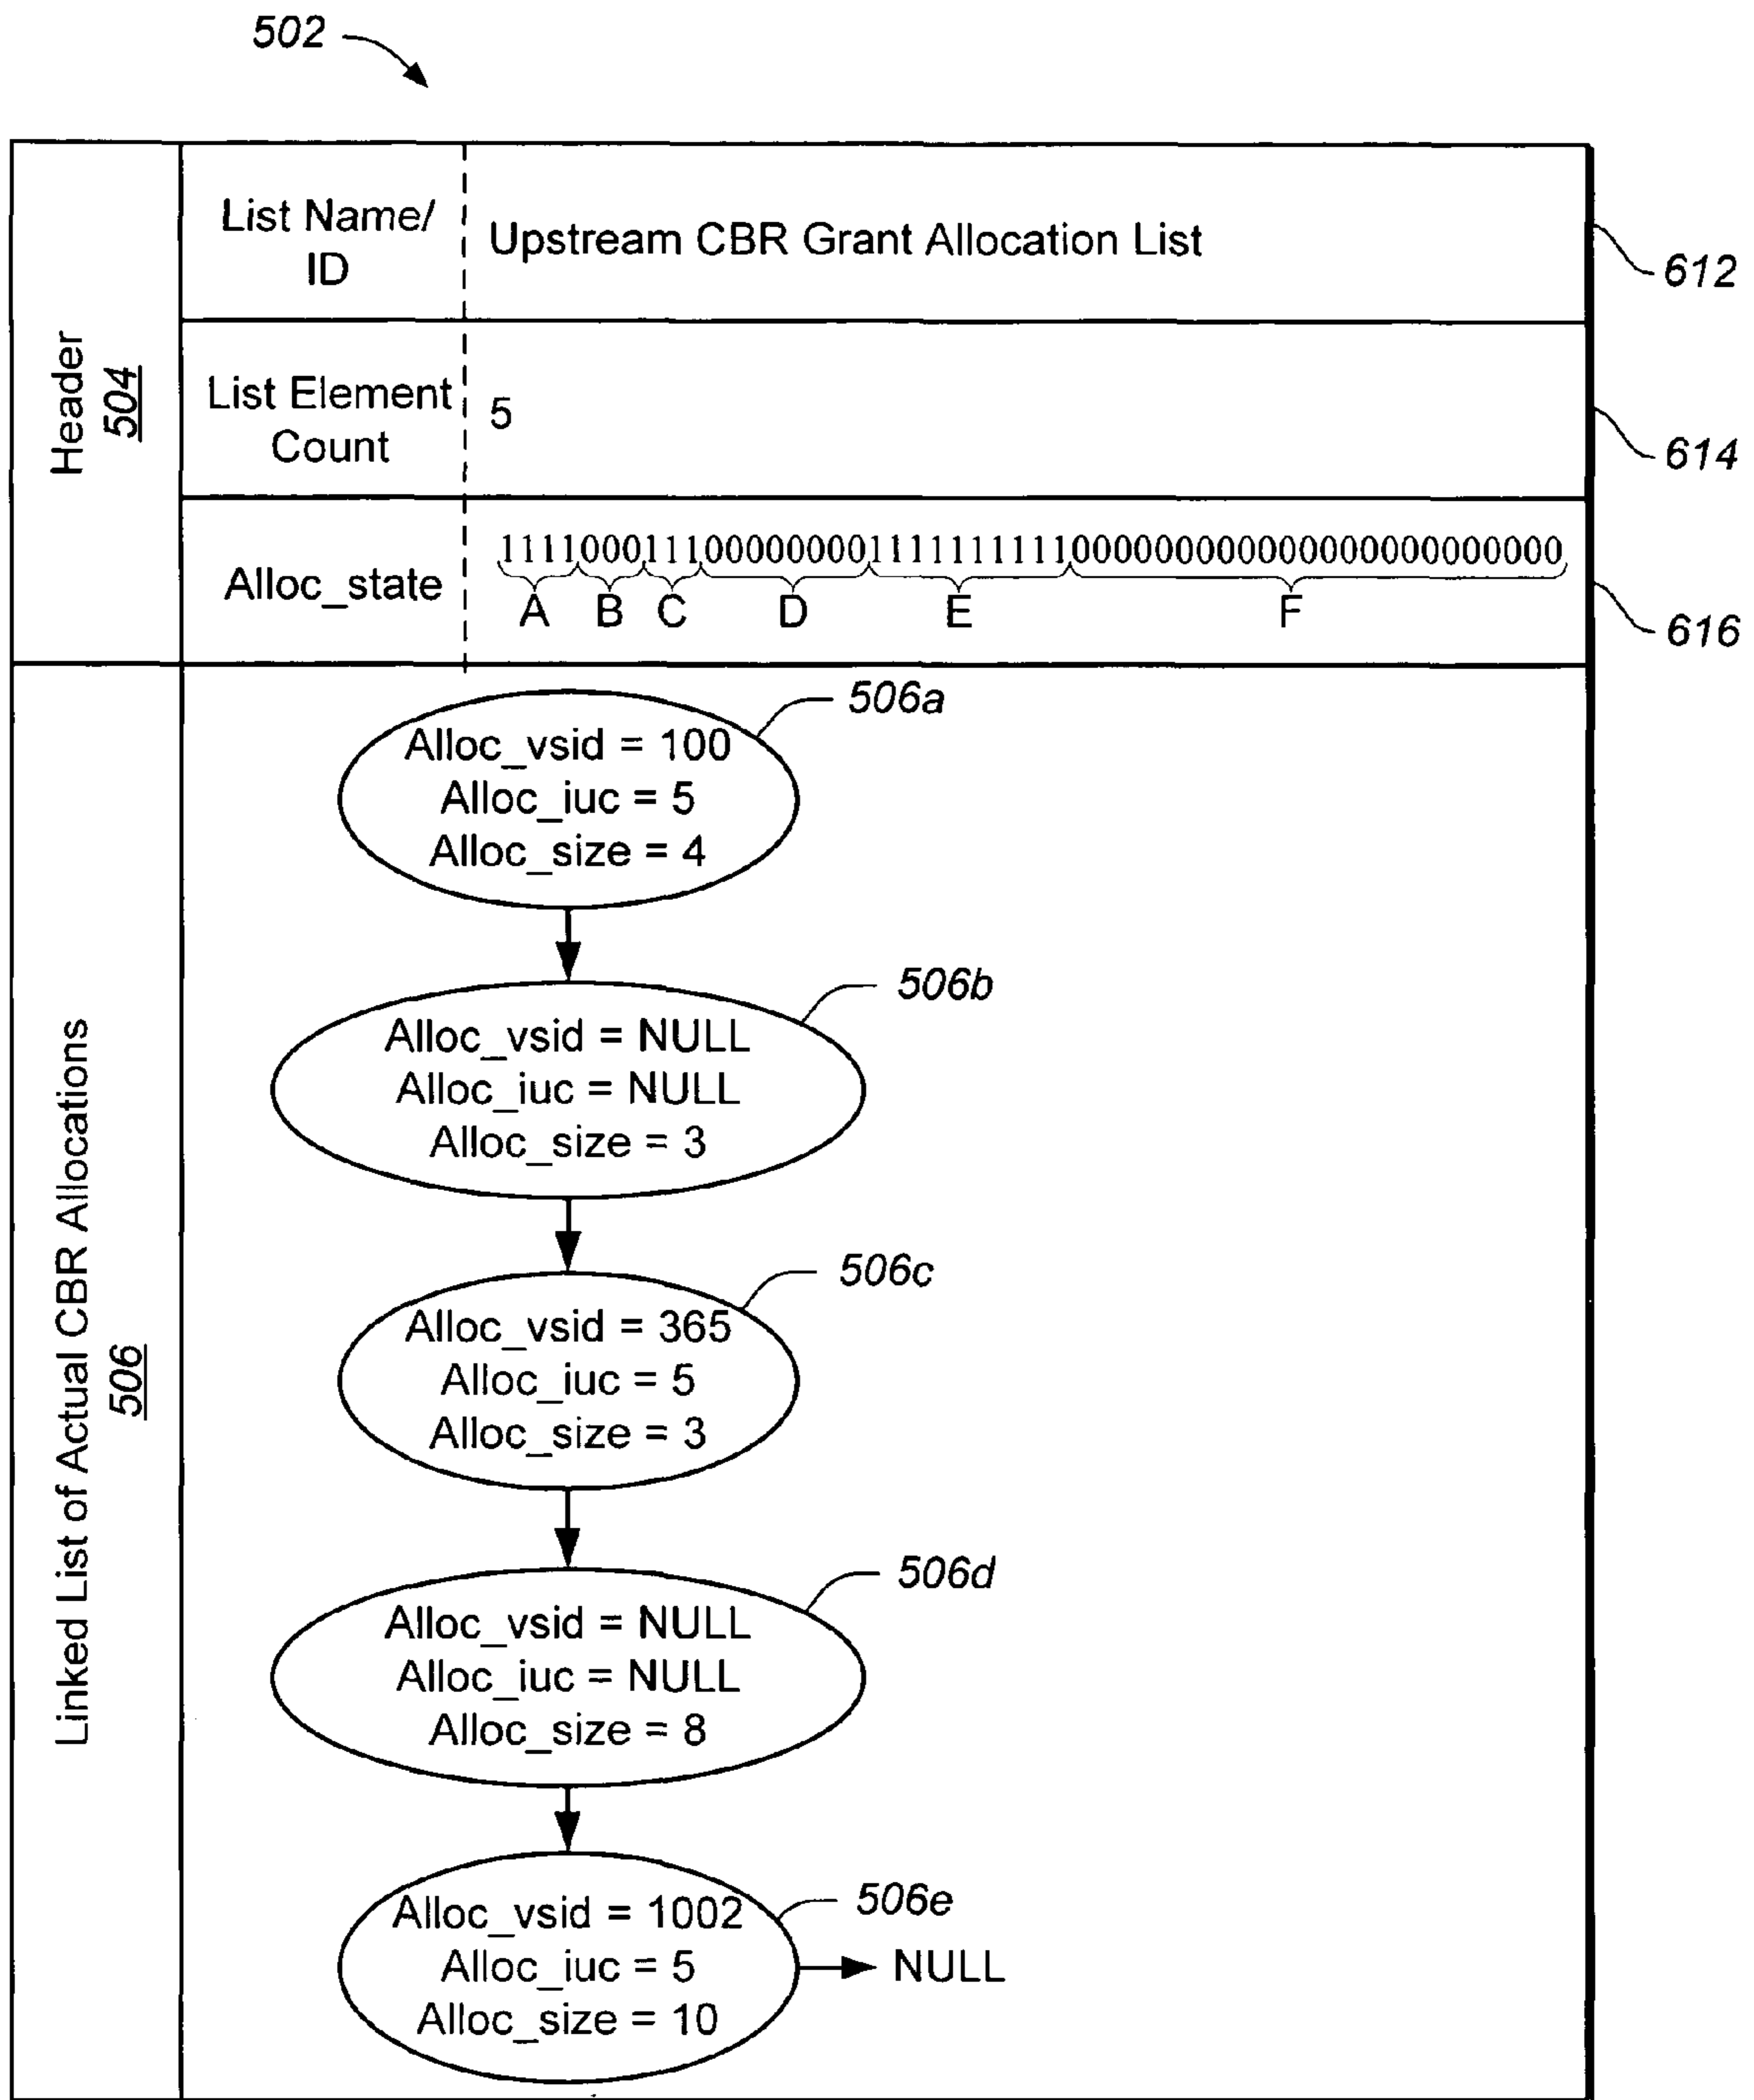 502
Header
504
List Name/
ID
Upstream CBR Grant Allocation List
612
List Element
Count
5
614
Alloc_state
1111000111000000001111111111000000000000000000000000
A B C D E F
616
Linked List of Actual CBR Allocations
506
506a
Alloc_vsid = 100
Alloc_iuc = 5
Alloc_size = 4
506b
Alloc_vsid = NULL
Alloc_iuc = NULL
Alloc_size = 3
506c
Alloc_vsid = 365
Alloc_iuc = 5
Alloc_size = 3
506d
Alloc_vsid = NULL
Alloc_iuc = NULL
Alloc_size = 8
506e
Alloc_vsid = 1002
Alloc_iuc = 5
Alloc_size = 10
NULL